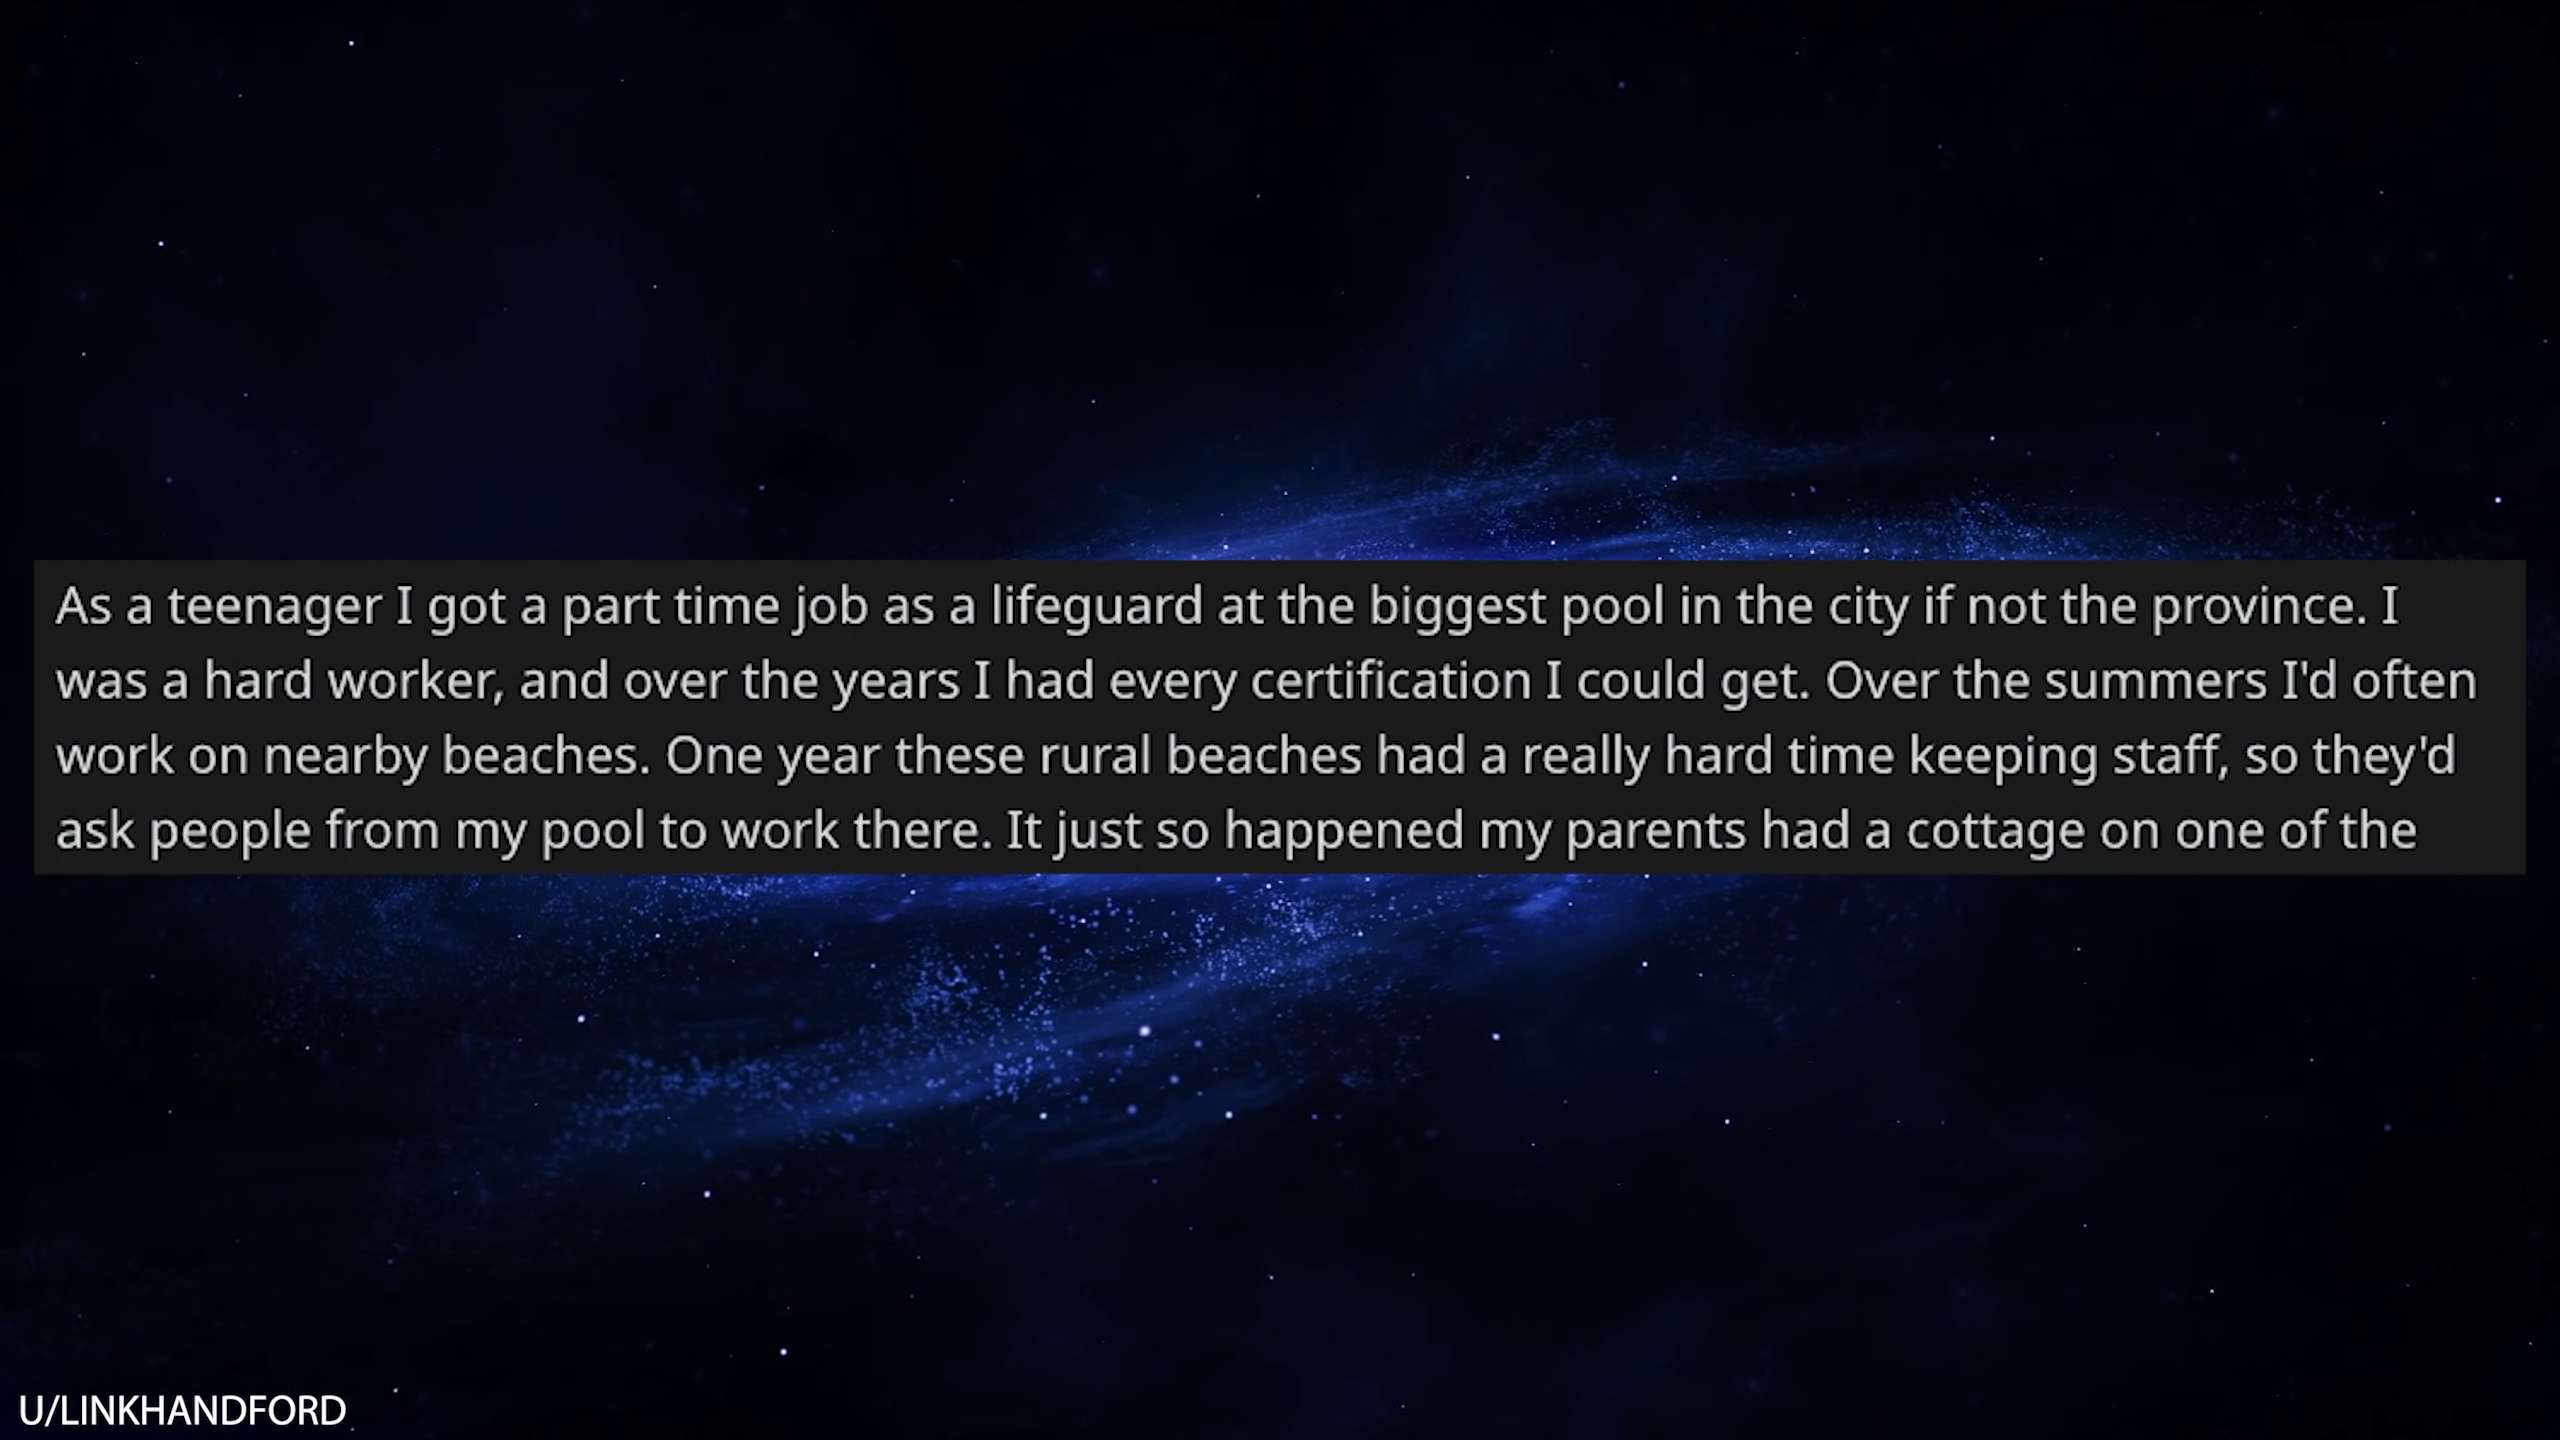 As a teenager I got a part time job as a lifeguard at the biggest pool in the city if not the province. I
was a hard worker, and over the years I had every certification I could get. Over the summers I'd often
work on nearby beaches. One year these rural beaches had a really hard time keeping staff, so they'd
ask people from my pool to work there. It just so happened my parents had a cottage on one of the
U/LINKHANDFORD